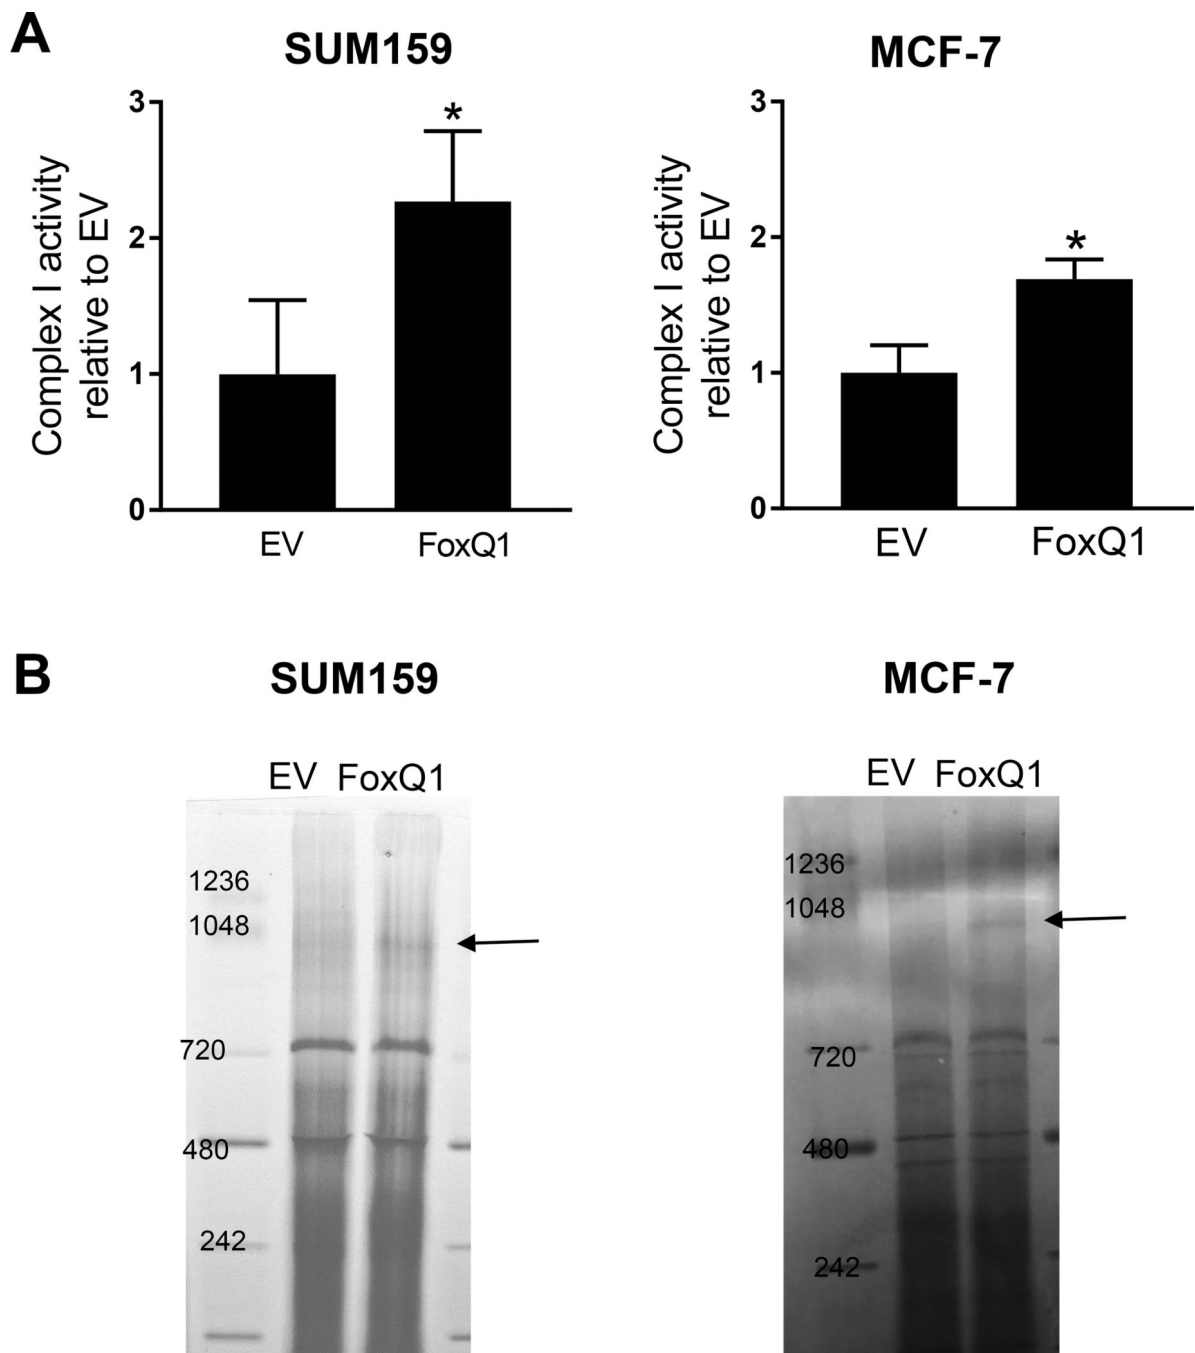 A
SUM159
MCF-7
Complex I activity
relative to EV
3
2
1
0
*
EV
FoxQ1
Complex I activity
relative to EV
3
2
1
0
*
EV
FoxQ1
B
SUM159
MCF-7
EV FoxQ1
1236
1048
720
480
242
EV FoxQ1
1236
1048
720
480
242